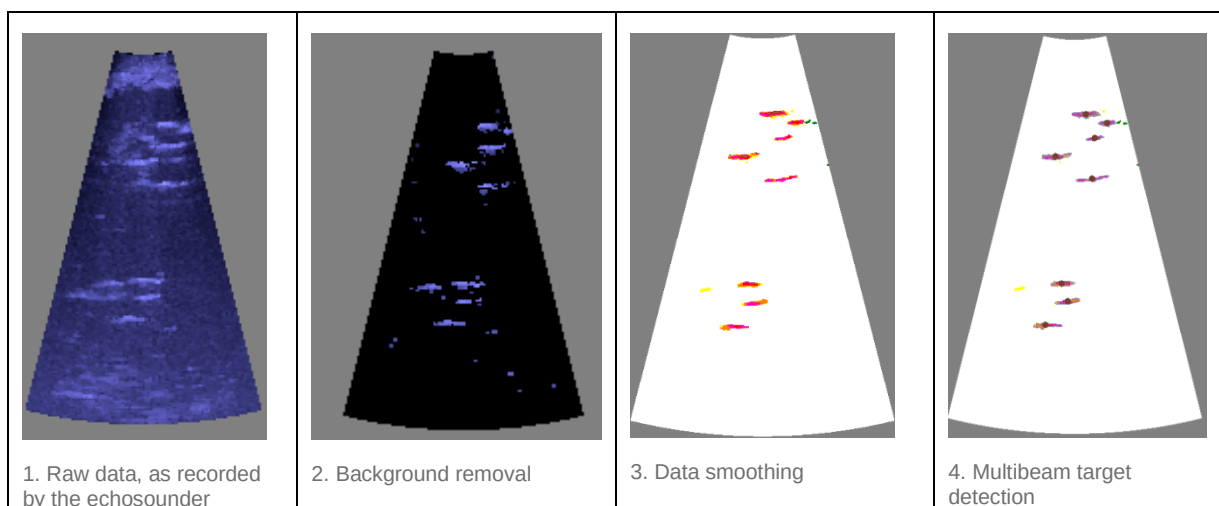 1. Raw data, as recorded
by the echosounder
2. Background removal
3. Data smoothing
4. Multibeam target
detection